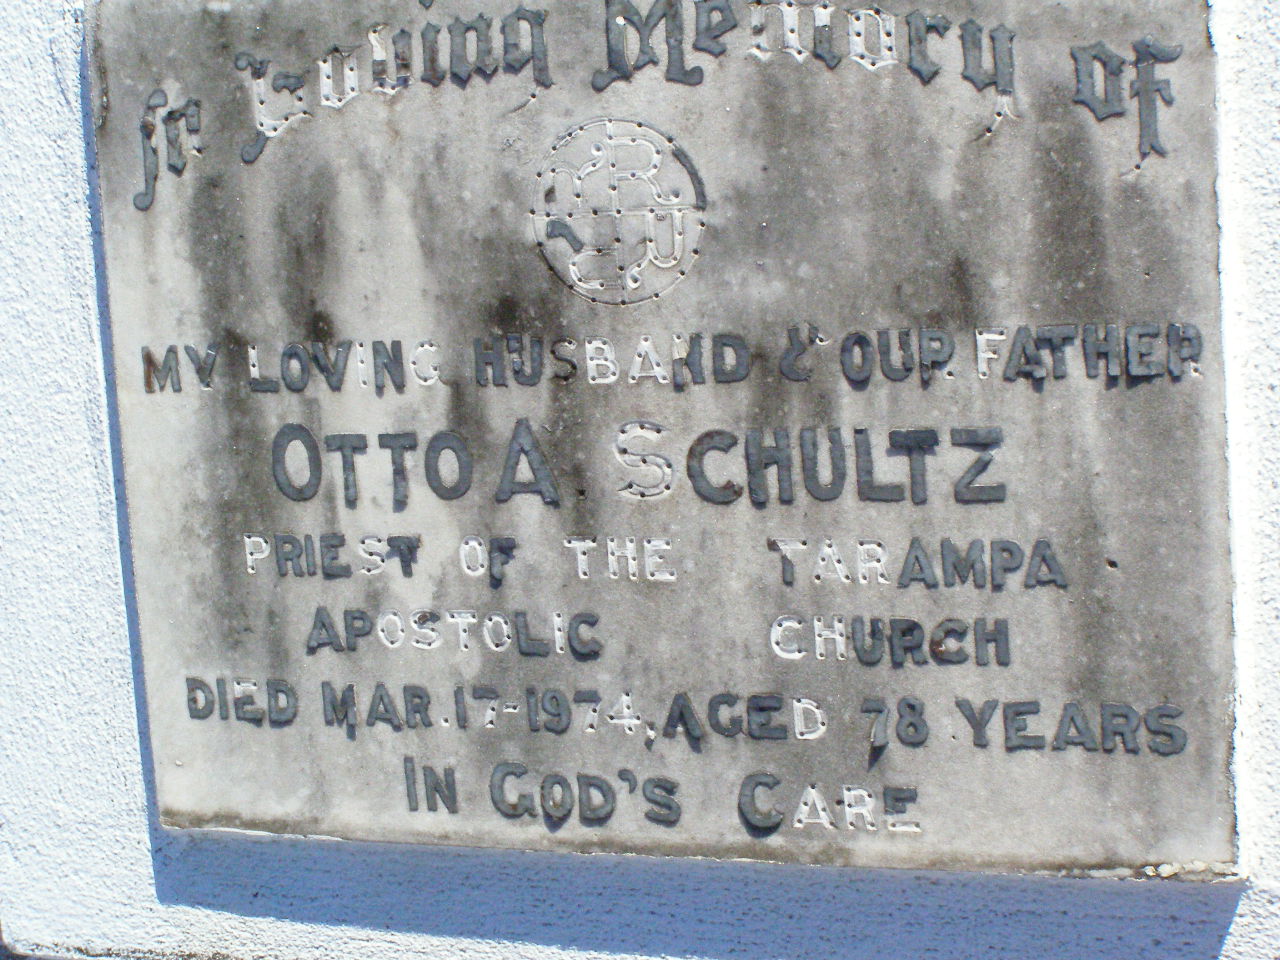 In Loving Memory of
MY LOVING HUSBAND & OUR FATHER
OTTO A SCHULTZ
PRIEST OF THE TARAMPA
APOSTOLIC CHURCH
DIED MAR. 17-1974, AGED 78 YEARS
IN GOD'S CARE